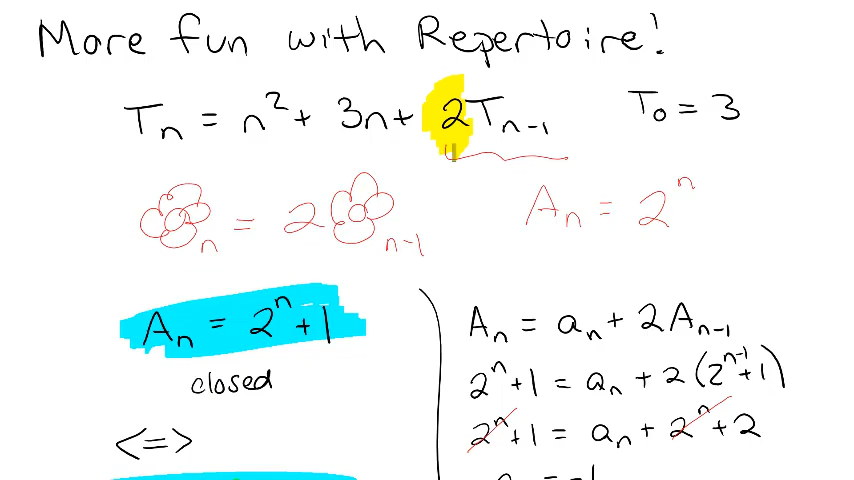 More fun with Repertoire!
Tₙ = n² + 3n + 2Tₙ₋₁   T₀ = 3
ₙ = 2 ₙ₋₁   Aₙ = 2ⁿ
Aₙ = 2ⁿ + 1
closed
<=>
Aₙ = aₙ + 2Aₙ₋₁
2ⁿ + 1 = aₙ + 2(2ⁿ⁻¹ + 1)
2ⁿ + 1 = aₙ + 2ⁿ + 2